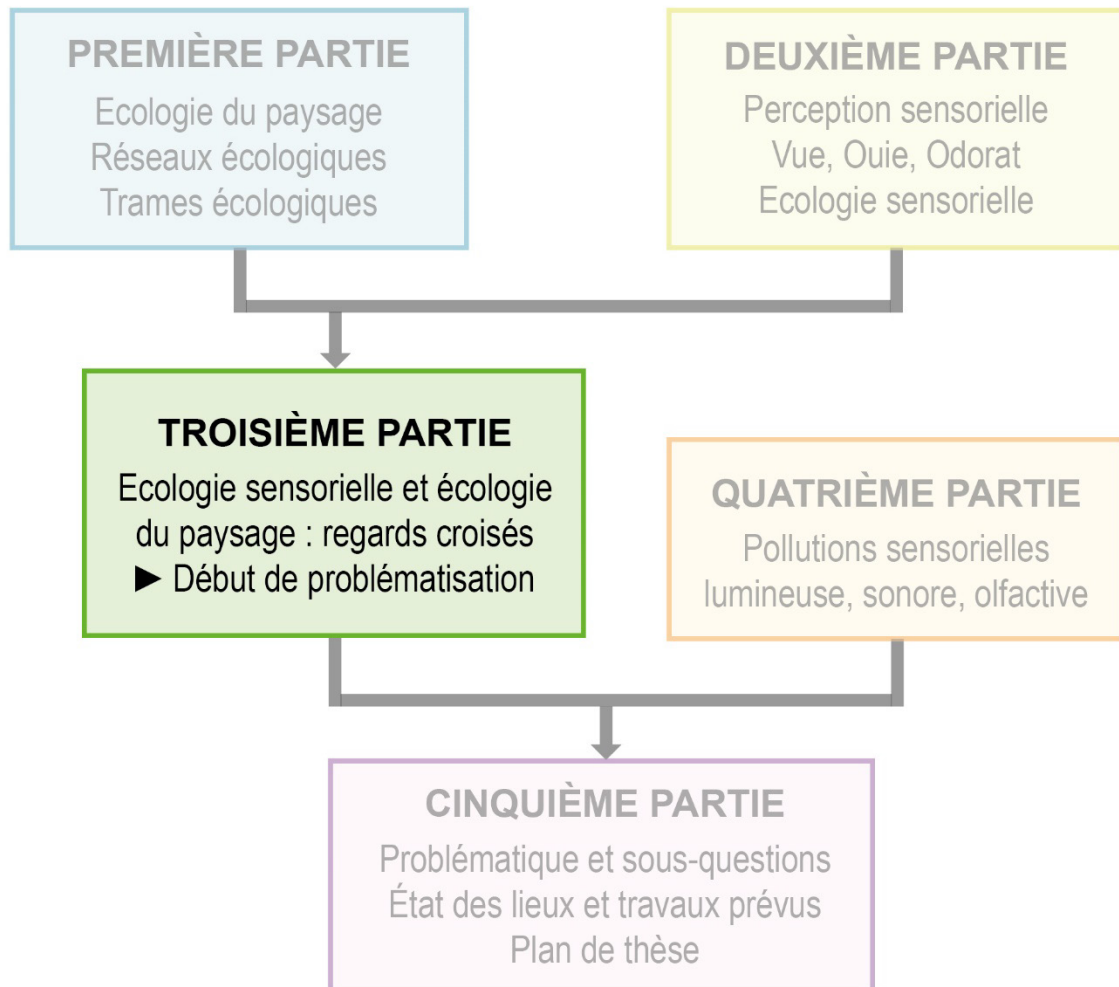 PREMIÈRE PARTIE
Ecologie du paysage
Réseaux écologiques
Trames écologiques
DEUXIÈME PARTIE
Perception sensorielle
Vue, Ouie, Odorat
Ecologie sensorielle
TROISIÈME PARTIE
Ecologie sensorielle et écologie
du paysage : regards croisés
► Début de problématisation
QUATRIÈME PARTIE
Pollutions sensorielles
lumineuse, sonore, olfactive
CINQUIÈME PARTIE
Problématique et sous-questions
État des lieux et travaux prévus
Plan de thèse